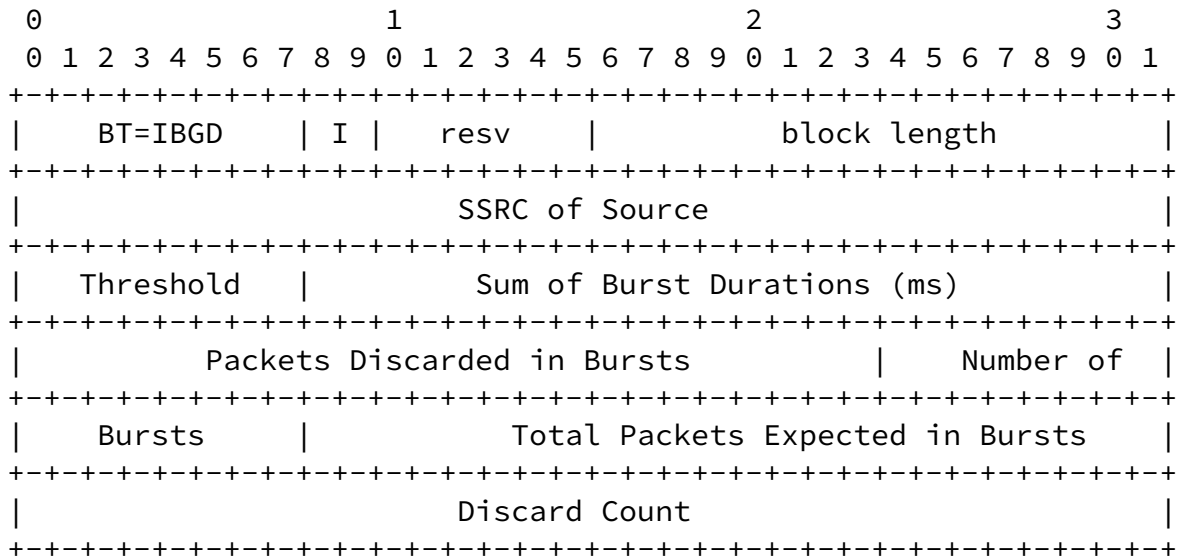 0                   1                   2                   3
 0 1 2 3 4 5 6 7 8 9 0 1 2 3 4 5 6 7 8 9 0 1 2 3 4 5 6 7 8 9 0 1
+-+-+-+-+-+-+-+-+-+-+-+-+-+-+-+-+-+-+-+-+-+-+-+-+-+-+-+-+-+-+-+-+
|    BT=IBGD    | I |   resv    |          block length         |
+-+-+-+-+-+-+-+-+-+-+-+-+-+-+-+-+-+-+-+-+-+-+-+-+-+-+-+-+-+-+-+-+
|                        SSRC of Source                         |
+-+-+-+-+-+-+-+-+-+-+-+-+-+-+-+-+-+-+-+-+-+-+-+-+-+-+-+-+-+-+-+-+
|   Threshold   |         Sum of Burst Durations (ms)           |
+-+-+-+-+-+-+-+-+-+-+-+-+-+-+-+-+-+-+-+-+-+-+-+-+-+-+-+-+-+-+-+-+
|          Packets Discarded in Bursts          |    Number of  |
+-+-+-+-+-+-+-+-+-+-+-+-+-+-+-+-+-+-+-+-+-+-+-+-+-+-+-+-+-+-+-+-+
|    Bursts     |           Total Packets Expected in Bursts    |
+-+-+-+-+-+-+-+-+-+-+-+-+-+-+-+-+-+-+-+-+-+-+-+-+-+-+-+-+-+-+-+-+
|                        Discard Count                          |
+-+-+-+-+-+-+-+-+-+-+-+-+-+-+-+-+-+-+-+-+-+-+-+-+-+-+-+-+-+-+-+-+